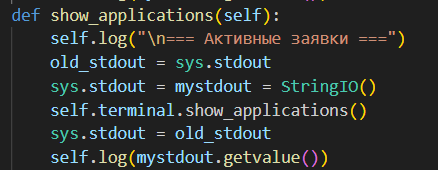 def show_applications(self):
    self.log("\n=== Активные заявки ===")
    old_stdout = sys.stdout
    sys.stdout = mystdout = StringIO()
    self.terminal.show_applications()
    sys.stdout = old_stdout
    self.log(mystdout.getvalue())